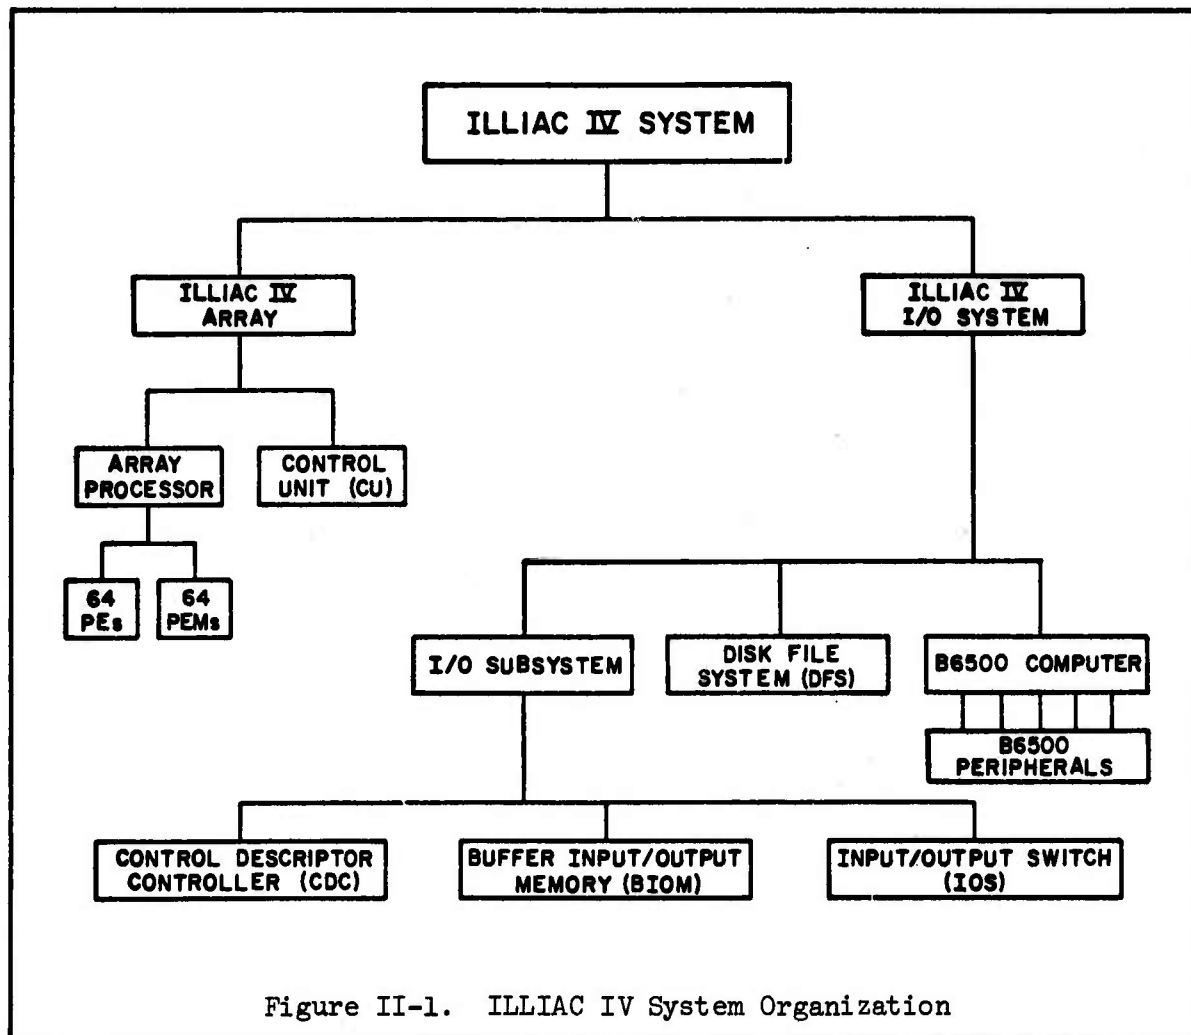 ILLIAC IV SYSTEM
ILLIAC IV
ARRAY
ILLIAC IV
I/O SYSTEM
ARRAY
PROCESSOR
CONTROL
UNIT (CU)
64
PEs
64
PEMs
I/O SUBSYSTEM
DISK FILE
SYSTEM (DFS)
B6500 COMPUTER
B6500
PERIPHERALS
CONTROL DESCRIPTOR
CONTROLLER (CDC)
BUFFER INPUT/OUTPUT
MEMORY (BIOM)
INPUT/OUTPUT SWITCH
(IOS)
Figure II-1. ILLIAC IV System Organization